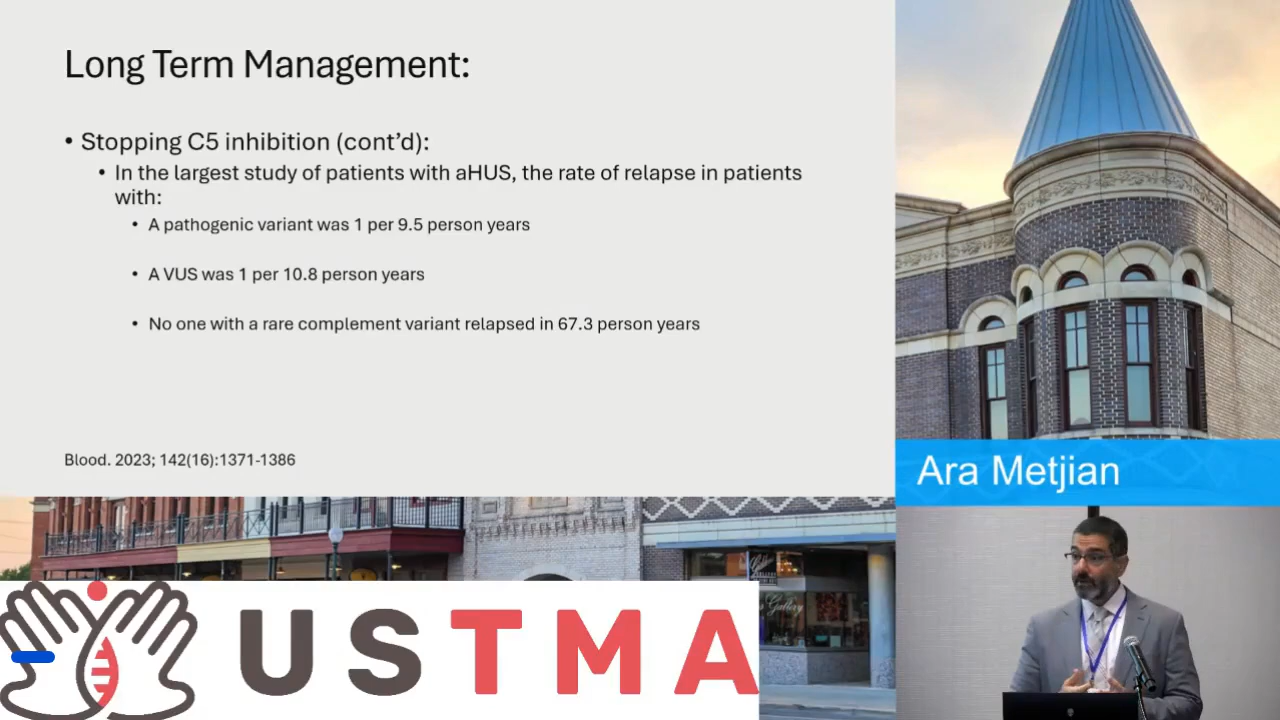 Long Term Management:
• Stopping C5 inhibition (cont’d):
• In the largest study of patients with aHUS, the rate of relapse in patients
with:
• A pathogenic variant was 1 per 9.5 person years
• A VUS was 1 per 10.8 person years
• No one with a rare complement variant relapsed in 67.3 person years
Blood. 2023; 142(16):1371-1386
Ara Metjian
USTMA
Gallery